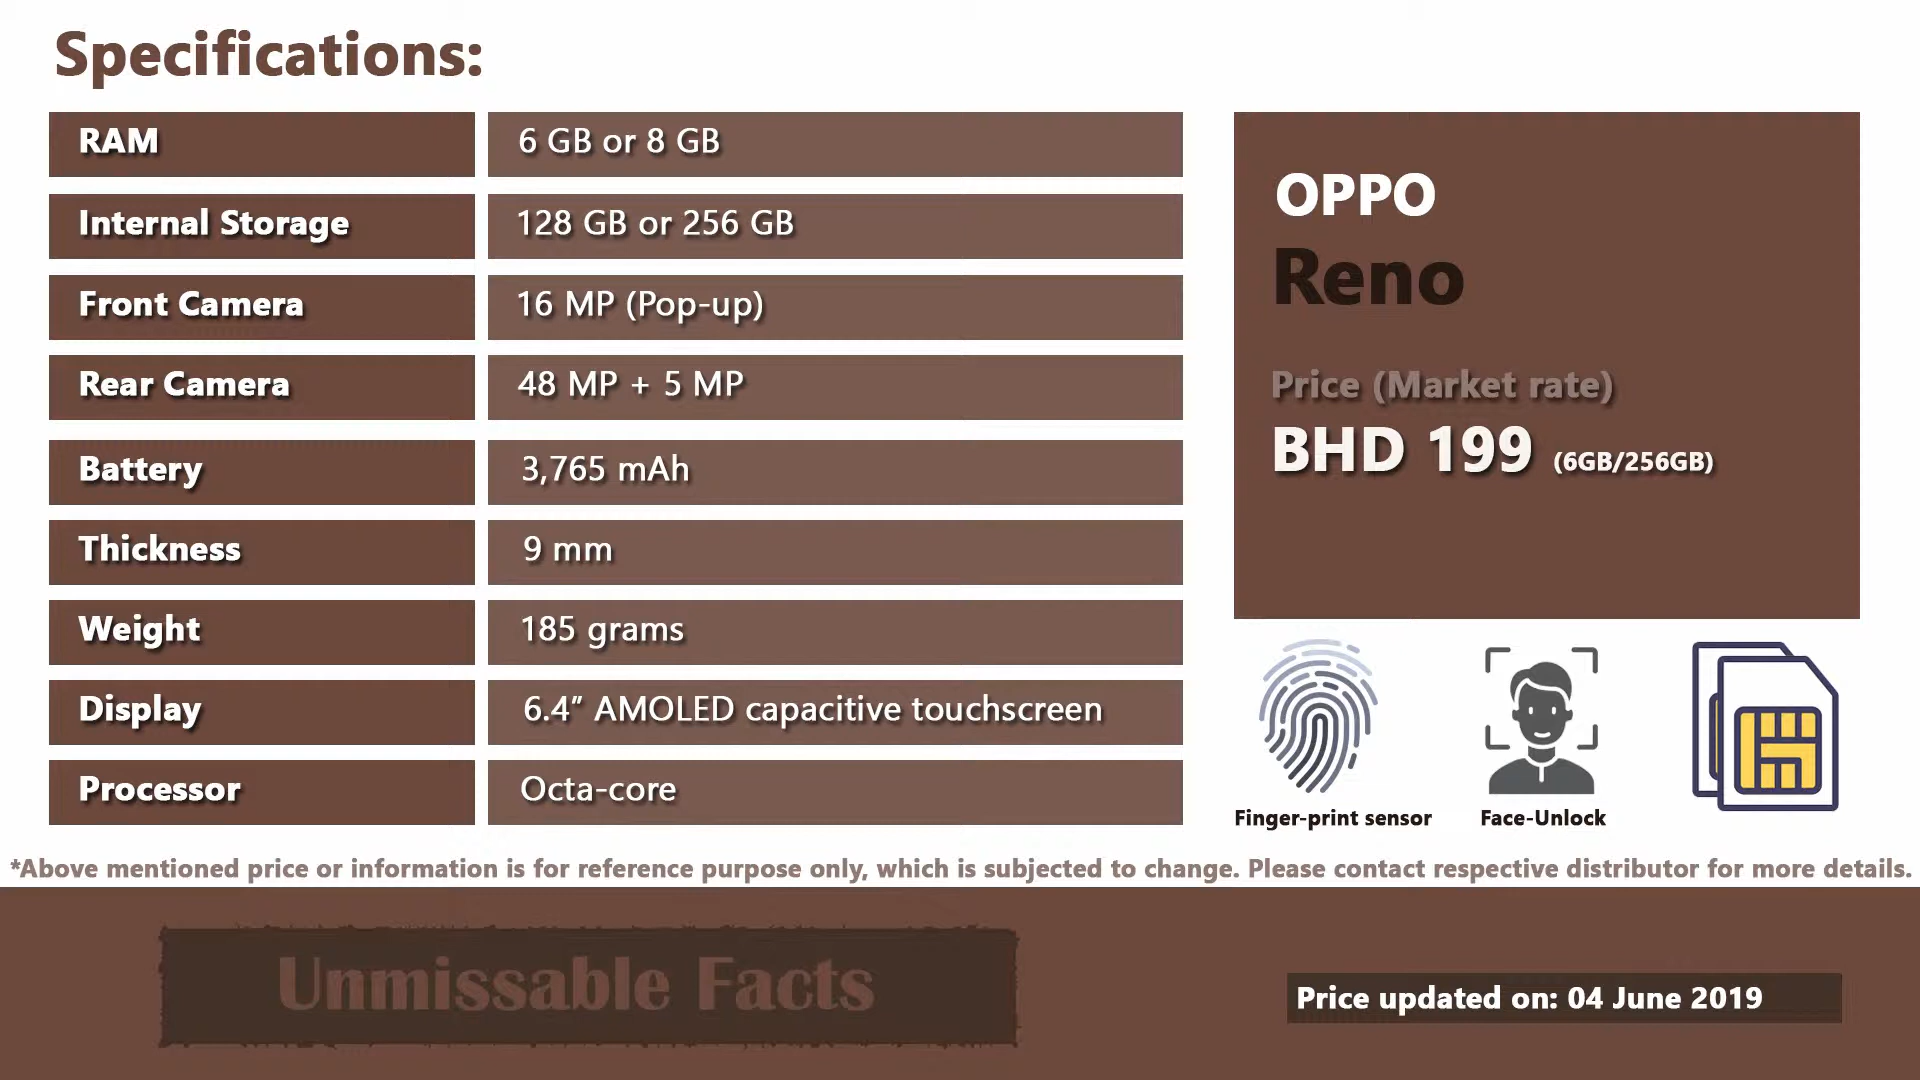 Specifications:
RAM 6 GB or 8 GB
Internal Storage 128 GB or 256 GB
Front Camera 16 MP (Pop-up)
Rear Camera 48 MP + 5 MP
Battery 3,765 mAh
Thickness 9 mm
Weight 185 grams
Display 6.4” AMOLED capacitive touchscreen
Processor Octa-core
OPPO
Reno
Price (Market rate)
BHD 199 (6GB/256GB)
Finger-print sensor Face-Unlock
*Above mentioned price or information is for reference purpose only, which is subjected to change. Please contact respective distributor for more details.
Unmissable Facts
Price updated on: 04 June 2019